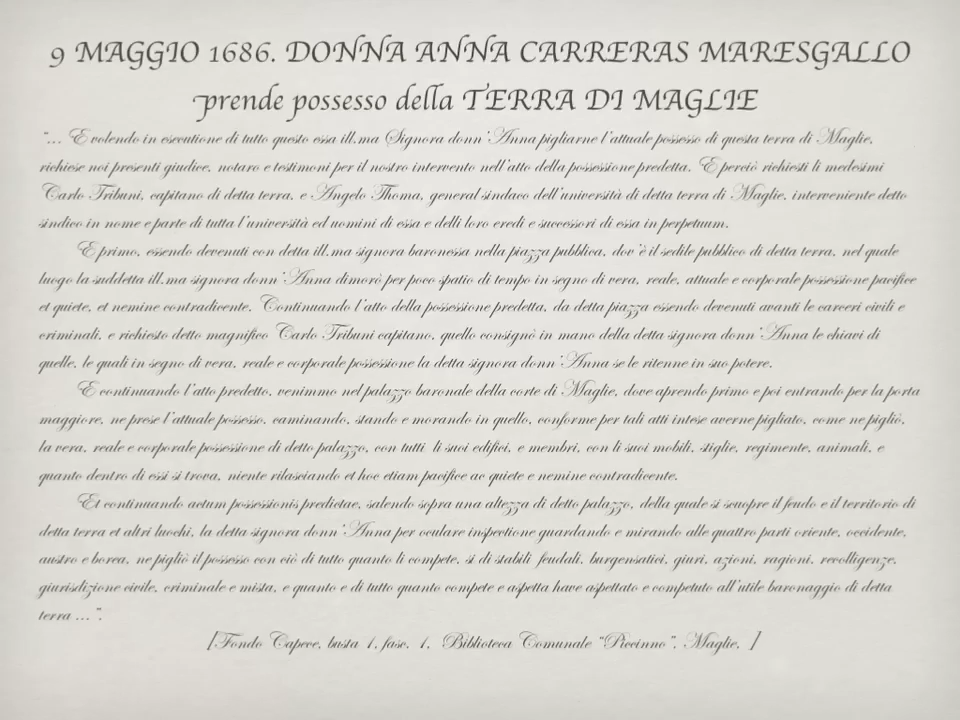 9 MAGGIO 1686. DONNA ANNA CARRERAS MARESGALLO
prende possesso della TERRA DI MAGLIE
"... E volendo in esecutione di tutto questo essa ill.ma Signora donn'Anna pigliarne l'attuale possesso di questa terra di Maglie,
richiese noi presenti giudice, notaro e testimoni per il nostro intervento nell'atto della possessione predetta. E perciò richiesti li medesimi
Carlo Tribuni, capitano di detta terra, e Angelo Thoma, general sindaco dell'università di detta terra di Maglie, interveniente detto
sindico in nome e parte di tutta l'università ed uomini di essa e delli loro eredi e successori di essa in perpetuum.
E primo, essendo devenuti con detta ill.ma signora baronessa nella piazza pubblica, dov'è il sedile pubblico di detta terra, nel quale
luogo la suddetta ill.ma signora donn'Anna dimorò per poco spatio di tempo in segno di vera, reale, attuale e corporale possessione pacifice
et quiete, et nemine contradicente. Continuando l'atto della possessione predetta, da detta piazza essendo devenuti avanti le carceri civili e
criminali, e richiesto detto magnifico Carlo Tribuni capitano, quello consignò in mano della detta signora donn'Anna le chiavi di
quelle, le quali in segno di vera, reale e corporale possessione la detta signora donn'Anna se le ritenne in suo potere.
E continuando l'atto predetto, venimmo nel palazzo baronale della corte di Maglie, dove aprendo primo e poi entrando per la porta
maggiore, ne prese l'attuale possesso, caminando, stando e morando in quello, conforme per tali atti intese averne pigliato, come ne pigliò,
la vera, reale e corporale possessione di detto palazzo, con tutti li suoi edifici, e membri, con li suoi mobili, stiglie, regimente, animali, e
quanto dentro di essi si trova, niente rilasciando et hoc etiam pacifice ac quiete e nemine contradicente.
Et continuando actum possessionis predictae, salendo sopra una altezza di detto palazzo, della quale si scuopre il feudo e il territorio di
detta terra et altri luochi, la detta signora donn'Anna per oculare inspectione guardando e mirando alle quattro parti oriente, occidente,
austro e borea, ne pigliò il possesso con ciò di tutto quanto li compete, si di stabili feudali, burgensatici, giuri, azioni, ragioni, recolligenze,
giurisdizione civile, criminale e mista, e quanto e di tutto quanto compete e aspetta have aspettato e competuto all'utile baronaggio di detta
terra ... ".
[Fondo Capece, busta 1, fasc. 1, Biblioteca Comunale "Piccinno", Maglie, ]